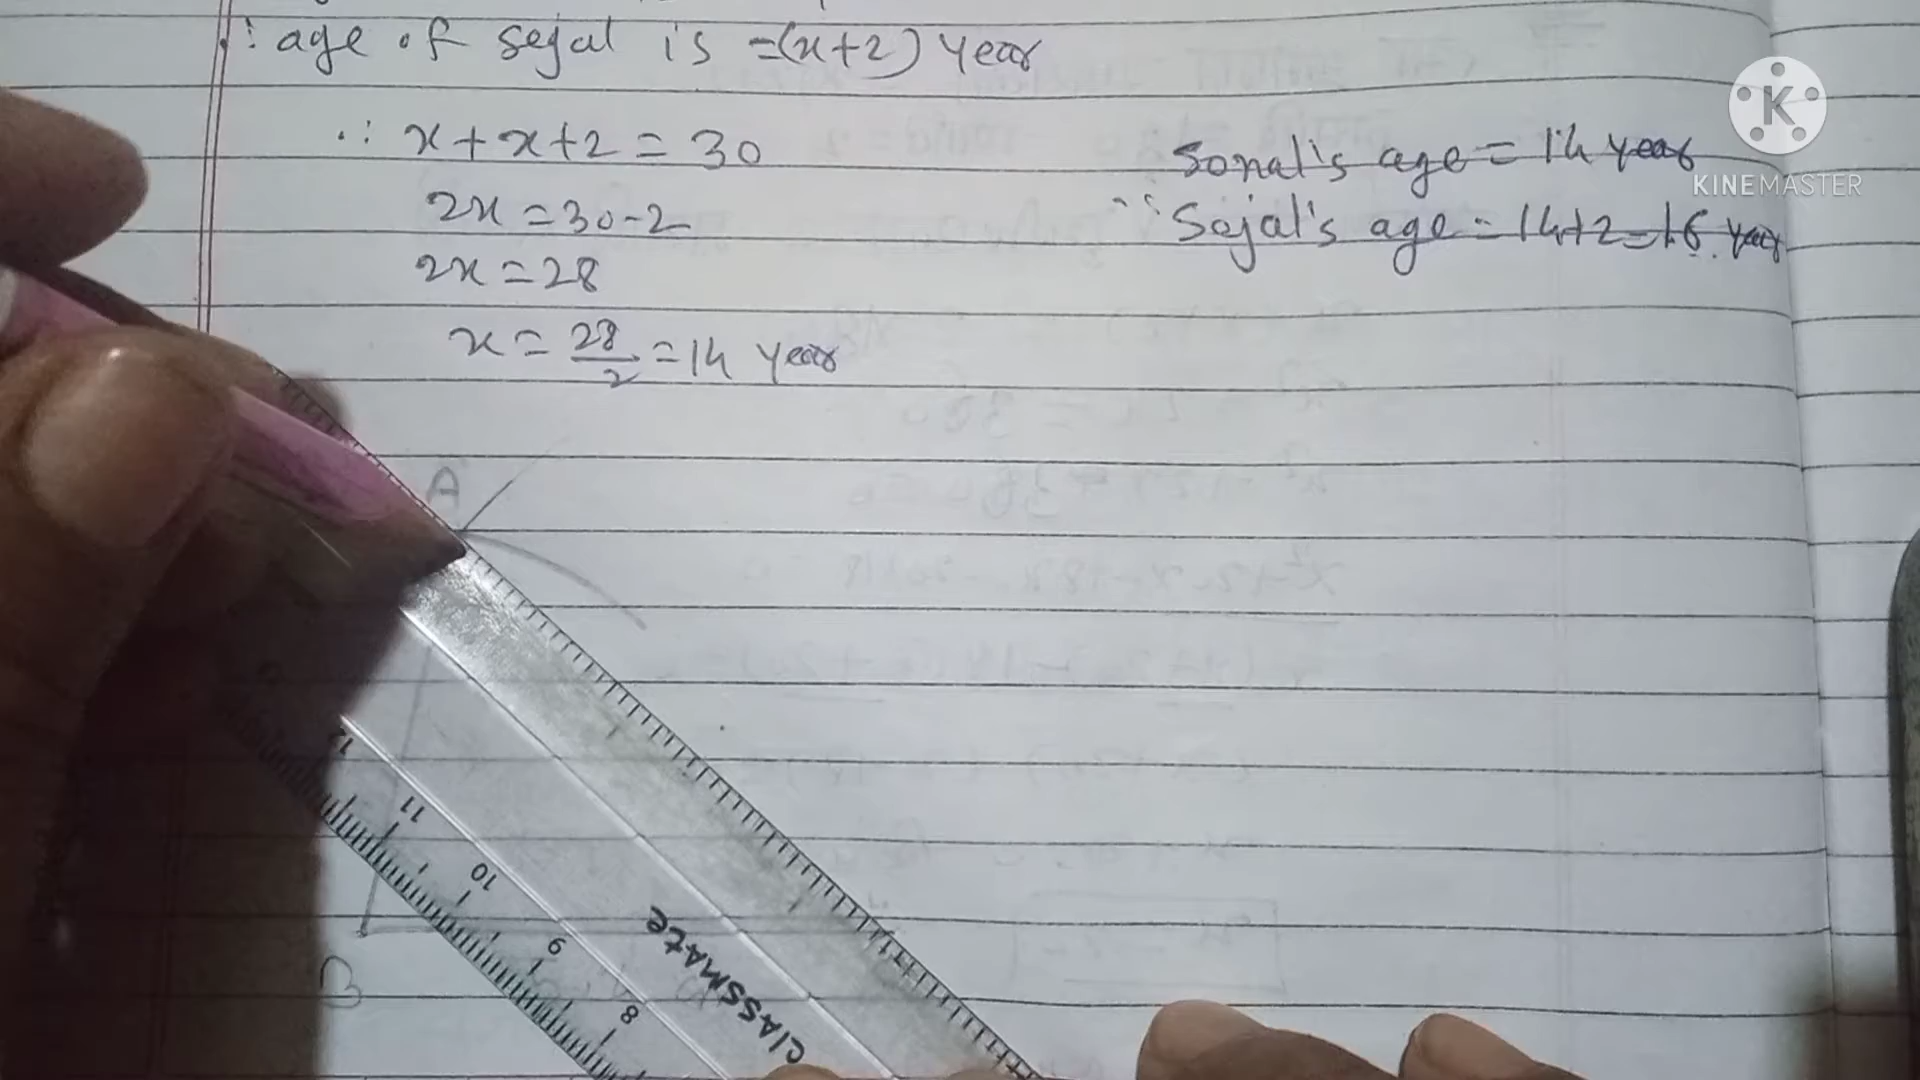 ∴ age of sejal is =(x+2) year
∴ x+x+2=30
2x=30-2
2x=28
x=28/2=14 year
Sonal's age=14 year
∴ Sejal's age=14+2=16 year
K
KINEMASTER
A
B
12
11
10
9
8
CLASSMATE